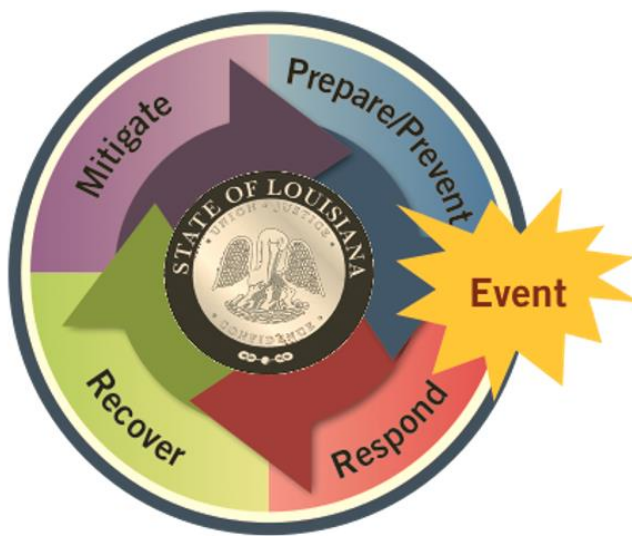 Mitigate
Prepare/Prevent
Event
Respond
Recover
STATE OF LOUISIANA
UNION • JUSTICE
CONFIDENCE